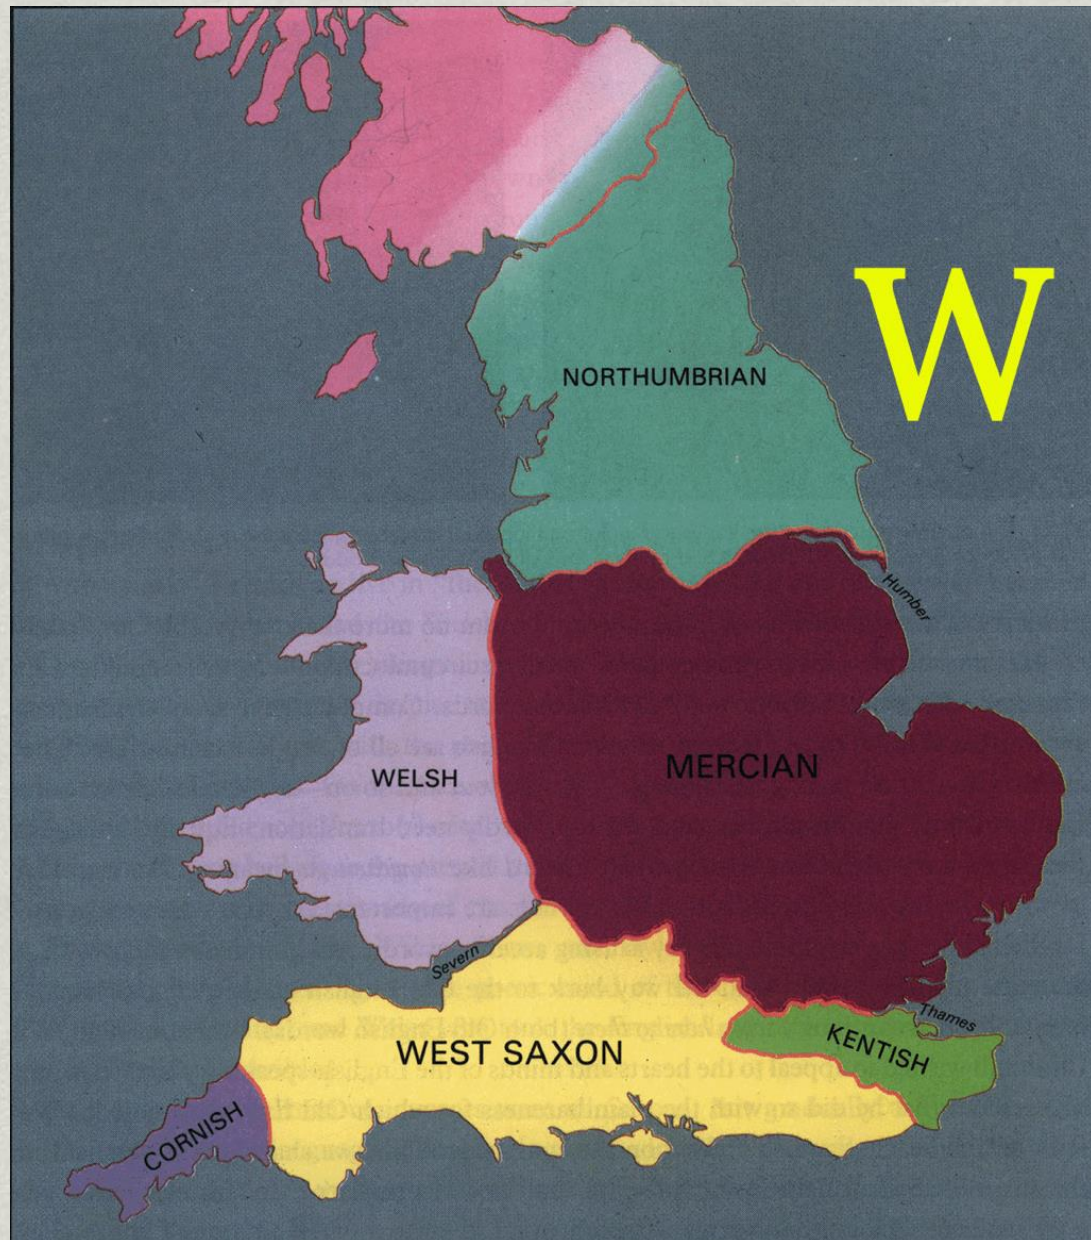 W
NORTHUMBRIAN
Humber
WELSH
MERCIAN
Severn
Thames
WEST SAXON
KENTISH
CORNISH